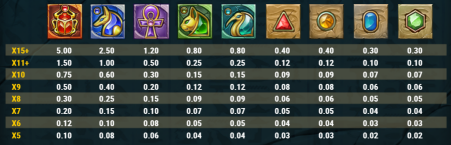 X15+ 5.00 2.50 1.20 0.80 0.80 0.40 0.40 0.30 0.30
X11+ 1.50 1.00 0.50 0.25 0.25 0.12 0.12 0.10 0.10
X10 0.75 0.60 0.30 0.15 0.15 0.09 0.09 0.07 0.07
X9 0.50 0.40 0.20 0.12 0.12 0.08 0.08 0.06 0.06
X8 0.30 0.25 0.15 0.09 0.09 0.06 0.06 0.05 0.05
X7 0.20 0.15 0.10 0.07 0.07 0.05 0.05 0.04 0.04
X6 0.12 0.10 0.08 0.05 0.05 0.04 0.04 0.03 0.03
X5 0.10 0.08 0.06 0.04 0.04 0.03 0.03 0.02 0.02